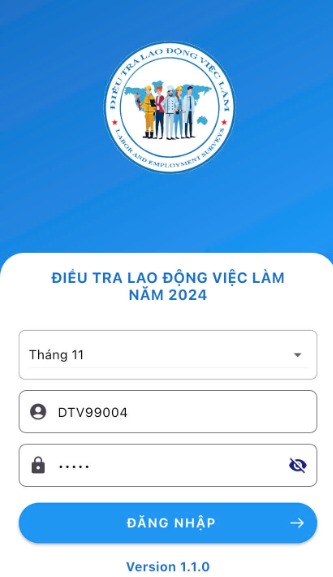 ĐIỀU TRA LAO ĐỘNG VIỆC LÀM
LABOR AND EMPLOYMENT SURVEYS
ĐIỀU TRA LAO ĐỘNG VIỆC LÀM
NĂM 2024
Tháng 11
DTV99004
•••••
ĐĂNG NHẬP
Version 1.1.0